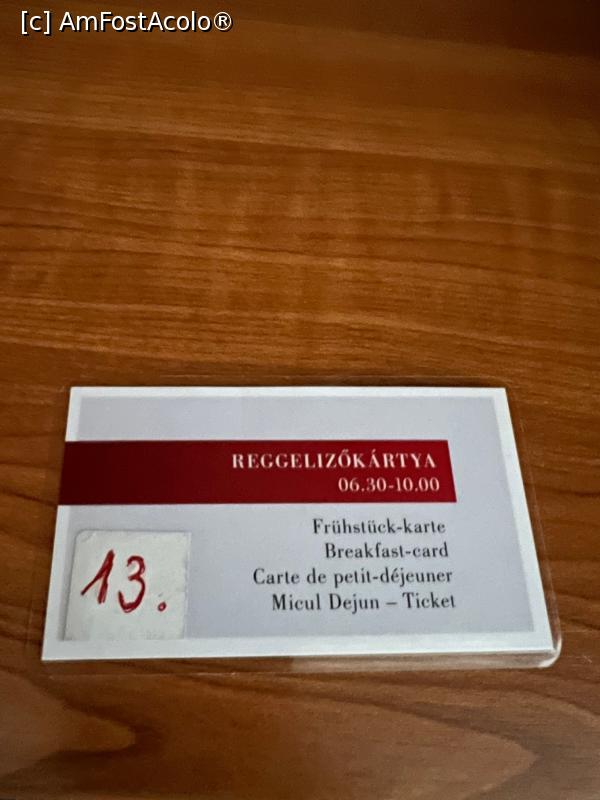 [c] AmFostAcolo®
REGGELIZŐKÁRTYA
06.30-10.00
Frühstück-karte
Breakfast-card
Carte de petit-déjeuner
Micul Dejun – Ticket
13.